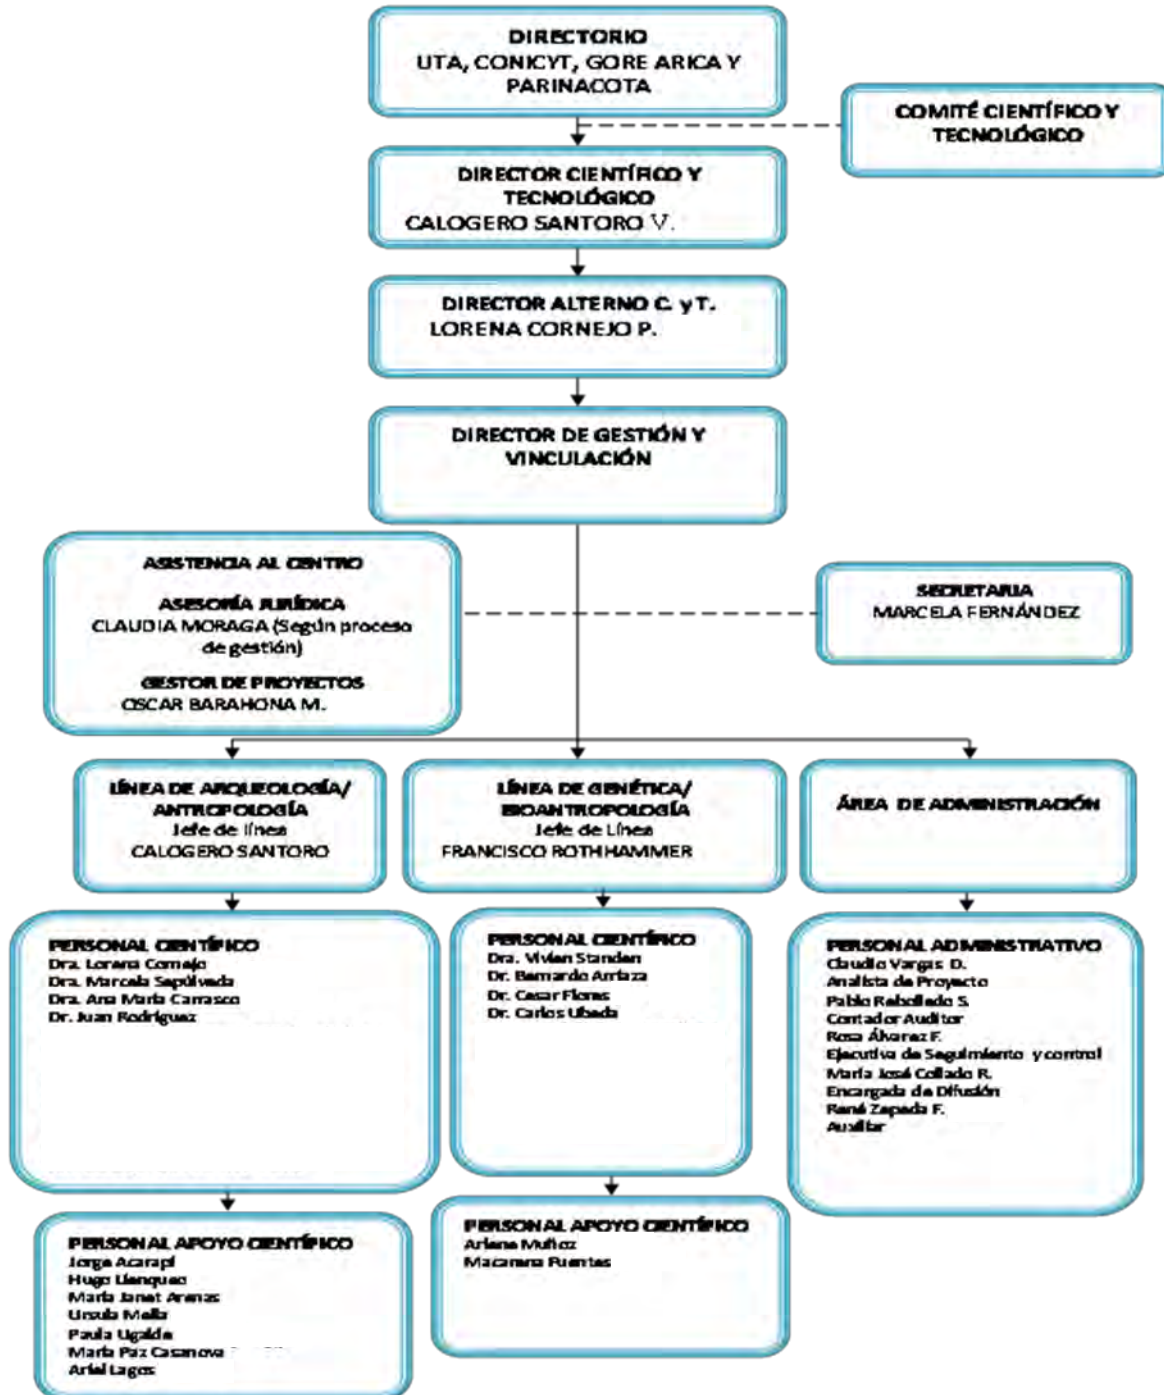 DIRECTORIO
UTA, CONICYT, GORE ARICA Y
PARINACOTA
COMITÉ CIENTÍFICO Y
TECNOLÓGICO
DIRECTOR CIENTÍFICO Y
TECNOLÓGICO
CALOGERO SANTORO V.
DIRECTOR ALTERNO C. y T.
LORENA CORNEJO P.
DIRECTOR DE GESTIÓN Y
VINCULACIÓN
ASISTENCIA AL CENTRO
ASESORÍA JURÍDICA
CLAUDIA MORAGA (Según proceso
de gestión)
GESTOR DE PROYECTOS
OSCAR BARAHONA M.
SECRETARIA
MARCELA FERNÁNDEZ
LÍNEA DE ARQUEOLOGÍA/
ANTROPOLOGÍA
Jefe de línea
CALOGERO SANTORO
LÍNEA DE GENÉTICA/
BIOANTROPOLOGÍA
Jefe de Línea
FRANCISCO ROTHHAMMER
ÁREA DE ADMINISTRACIÓN
PERSONAL CIENTÍFICO
Dra. Lorena Cornejo
Dra. Marcela Sepúlveda
Dra. Ana María Carrasco
Dr. Juan Rodríguez
PERSONAL CIENTÍFICO
Dra. Vivien Standen
Dr. Bernardo Arriaza
Dr. Cesar Flores
Dr. Carlos Ubeda
PERSONAL ADMINISTRATIVO
Claudio Vargas D.
Analista de Proyecto
Pablo Rebolledo S.
Contador Auditor
Rosa Álvarez F.
Ejecutiva de Seguimiento y control
María José Collado R.
Encargada de Difusión
René Zepeda F.
Auxiliar
PERSONAL APOYO CIENTÍFICO
Jorge Acarapi
Hugo Llanqueo
María Janet Arenas
Ursula Mella
Paula Ugalde
María Paz Casanova
Ariel Lagos
PERSONAL APOYO CIENTÍFICO
Arlene Muñoz
Macarena Fuentes